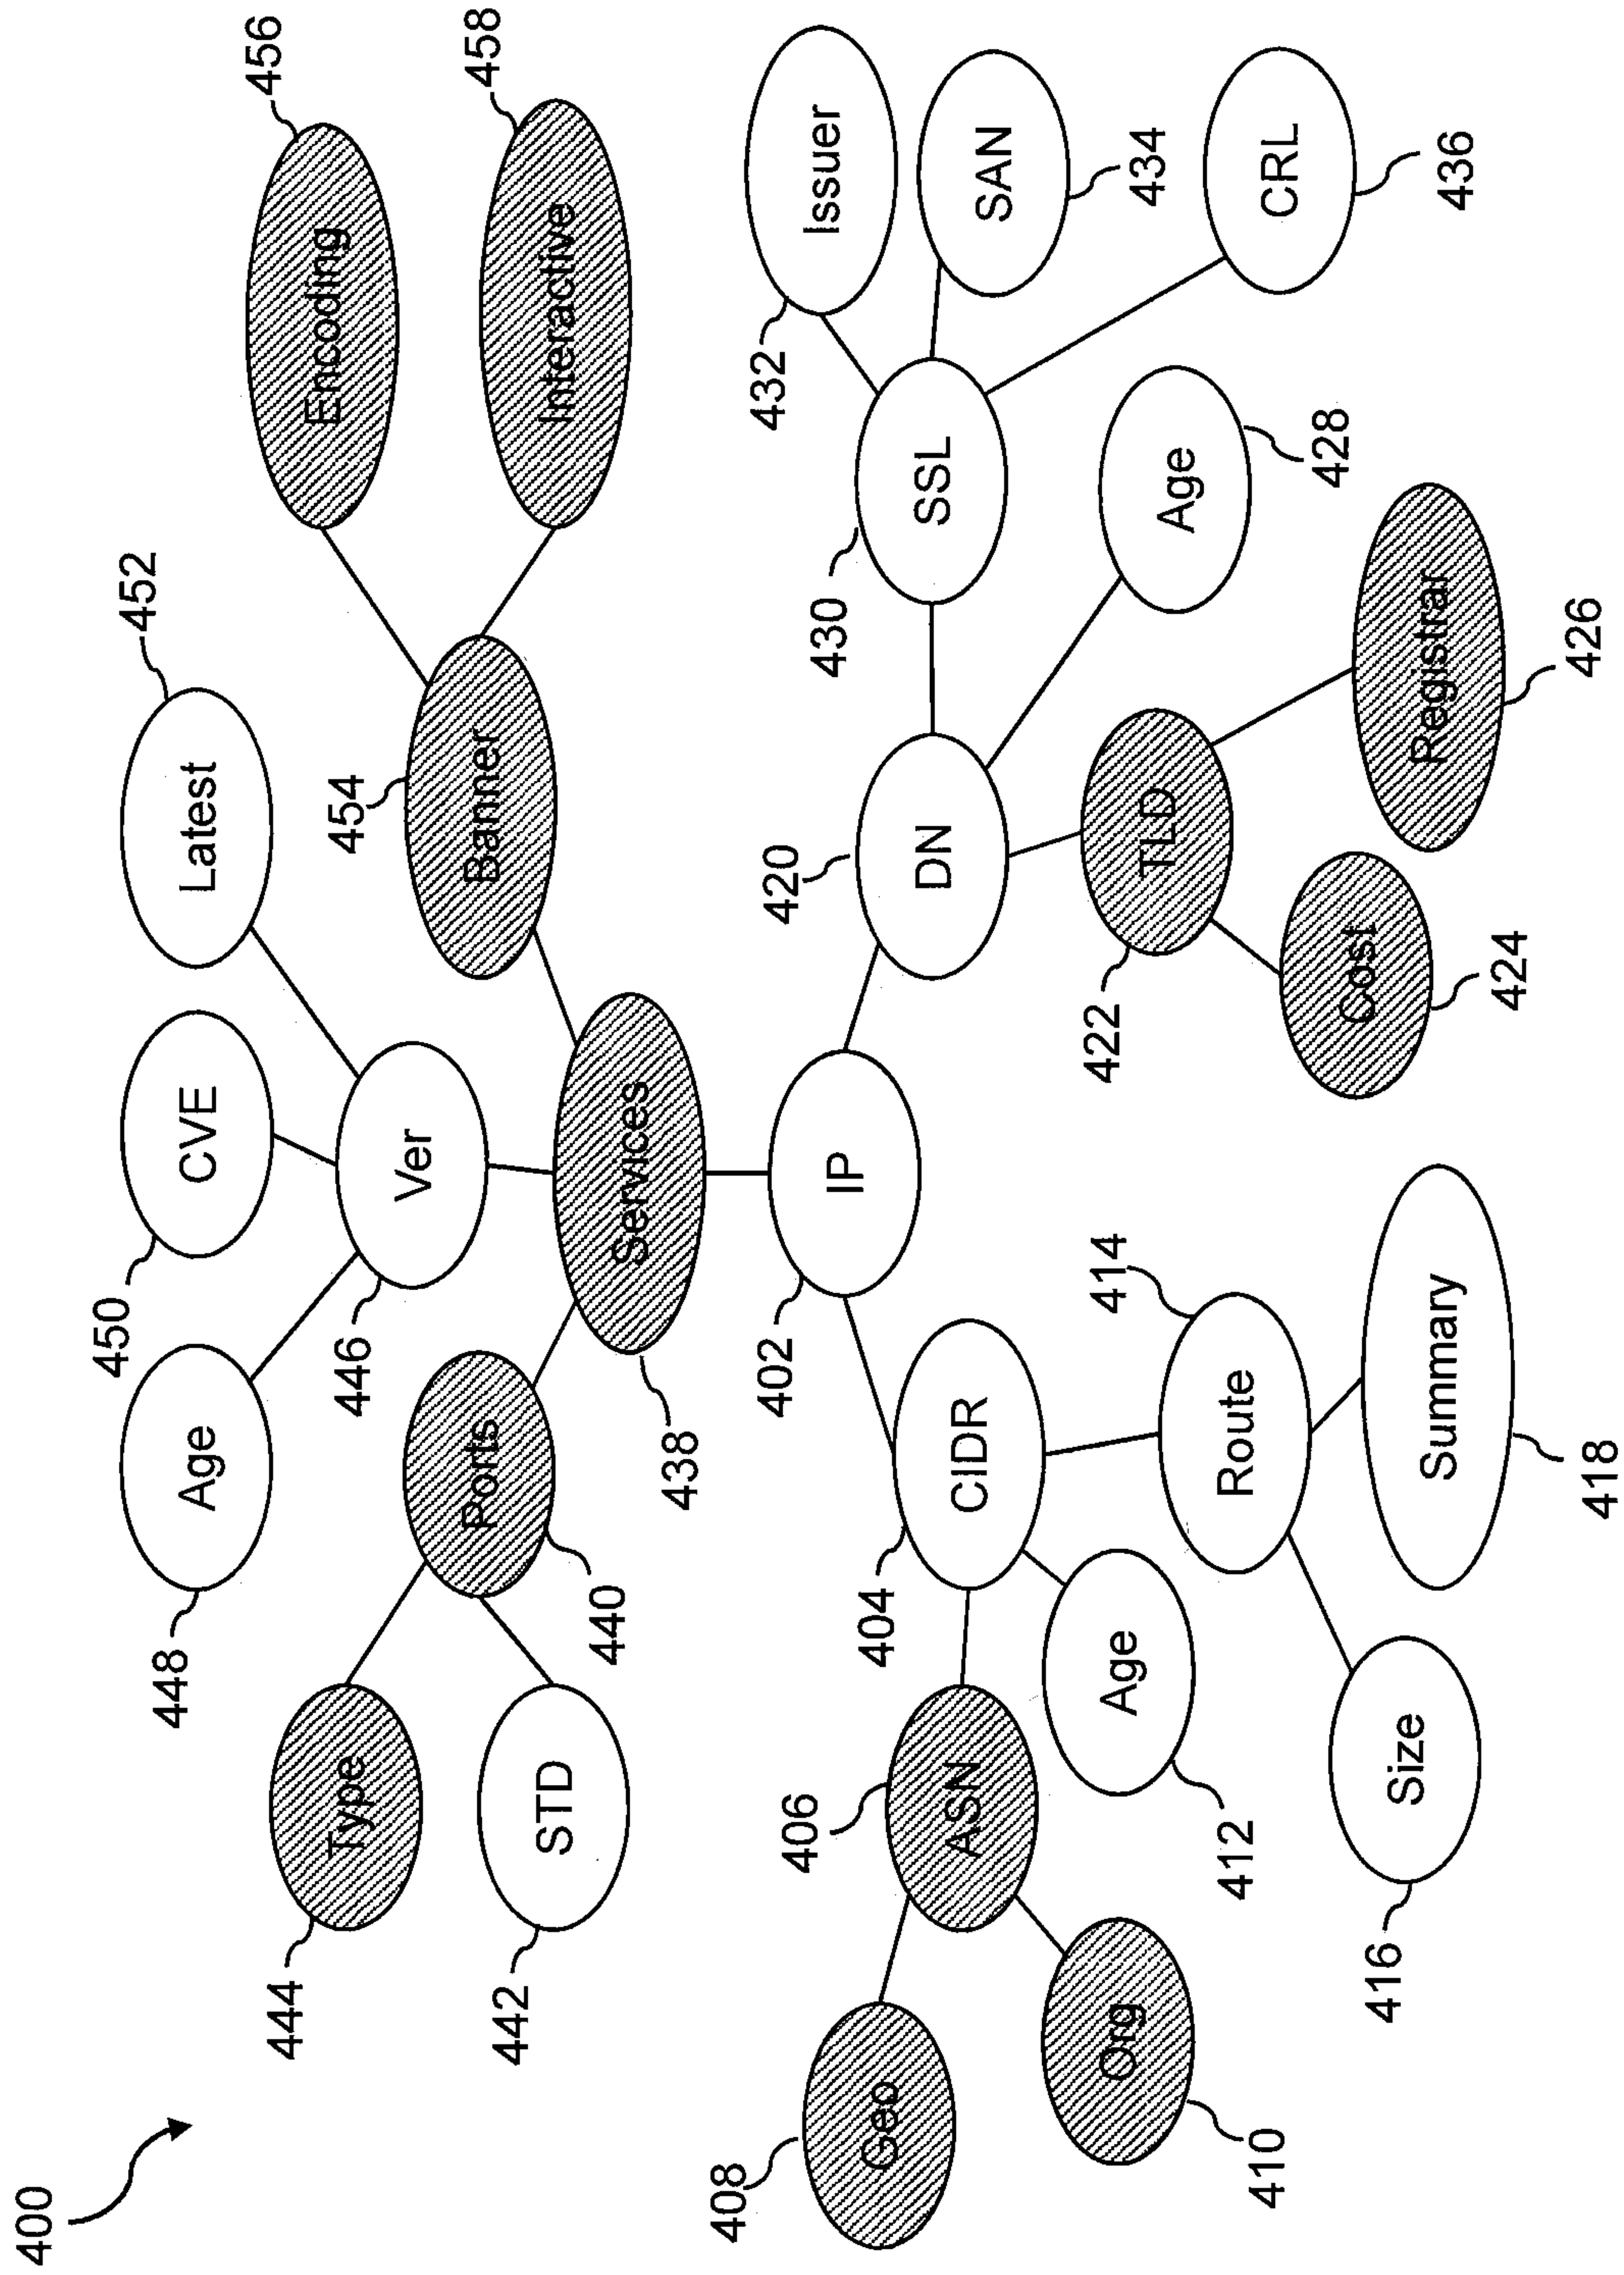 400
444
Type
442
STD
448
Age
450
CVE
Latest
452
446
Ver
440
Ports
454
Banner
Encoding
456
Interactive
458
438
Services
402
IP
408
Geo
406
ASN
410
Org
404
CIDR
412
Age
414
Route
416
Size
Summary
418
420
DN
422
TLD
Cost
424
Registrar
426
Age
428
430
SSL
432
Issuer
SAN
434
CRL
436